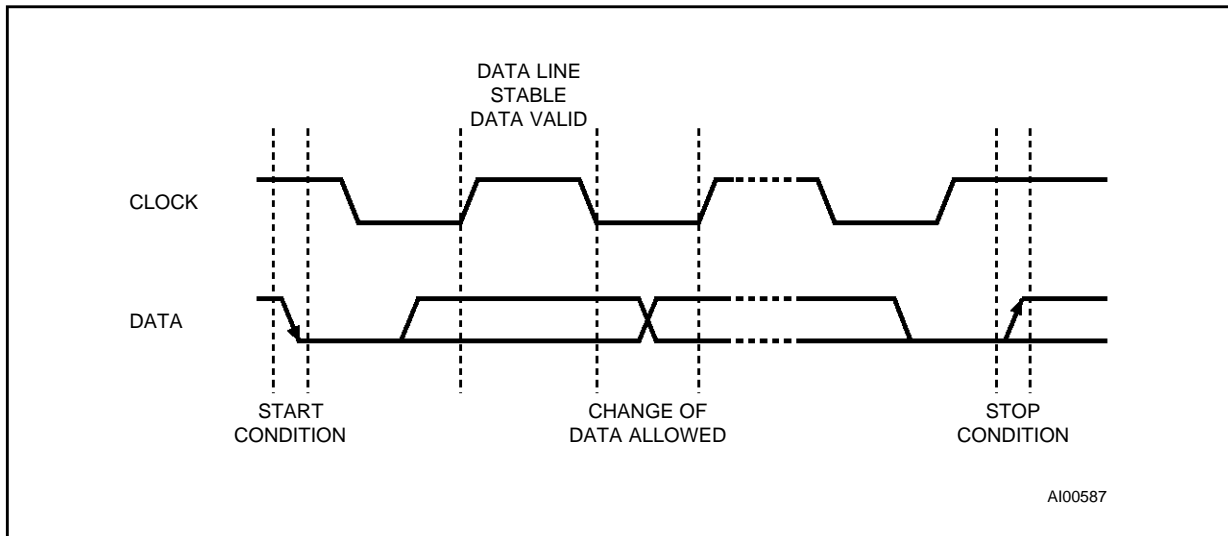 DATA LINE
STABLE
DATA VALID
CLOCK
DATA
START
CONDITION
CHANGE OF
DATA ALLOWED
STOP
CONDITION
AI00587